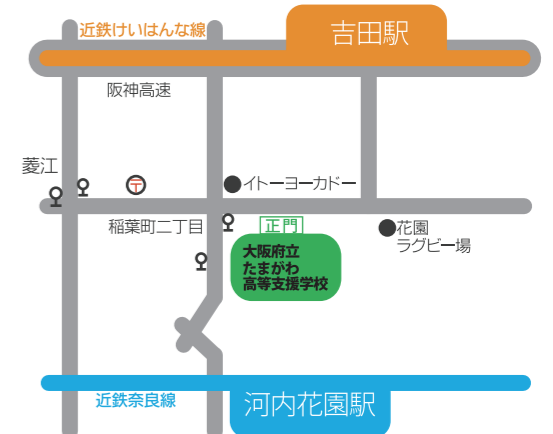 近鉄けいはんな線
吉田駅
阪神高速
菱江
〒
イトーヨーカドー
稲葉町二丁目
正門
花園
ラグビー場
大阪府立
たまがわ
高等支援学校
近鉄奈良線
河内花園駅